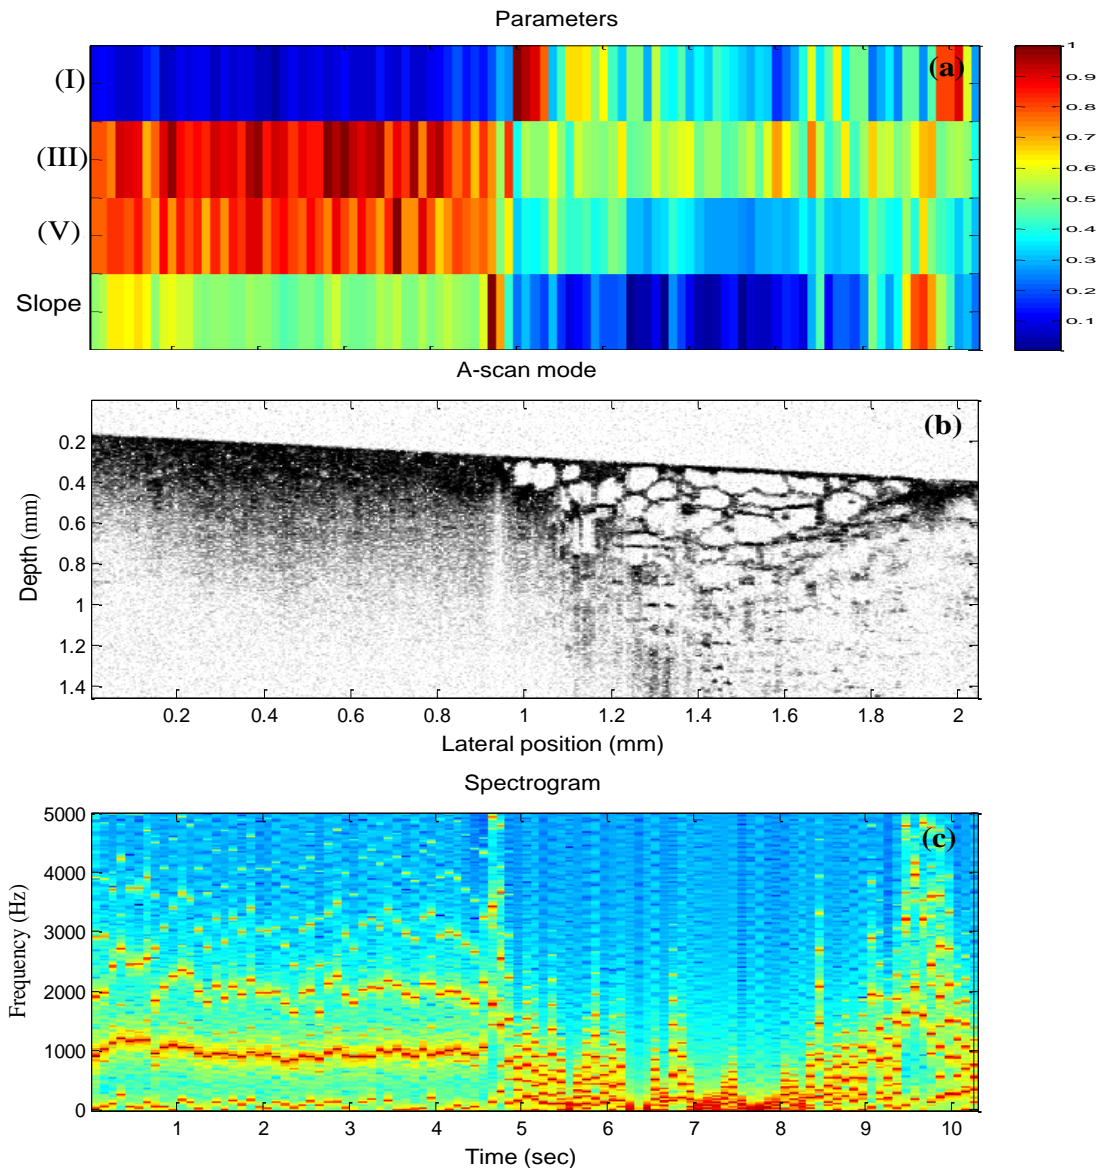 Parameters
(I)
(III)
(V)
Slope
(a)
1
0.9
0.8
0.7
0.6
0.5
0.4
0.3
0.2
0.1
A-scan mode
(b)
0.2
0.4
0.6
0.8
1
1.2
1.4
Depth (mm)
0.2 0.4 0.6 0.8 1 1.2 1.4 1.6 1.8 2
Lateral position (mm)
Spectrogram
(c)
5000
4000
3000
2000
1000
0
Frequency (Hz)
1 2 3 4 5 6 7 8 9 10
Time (sec)